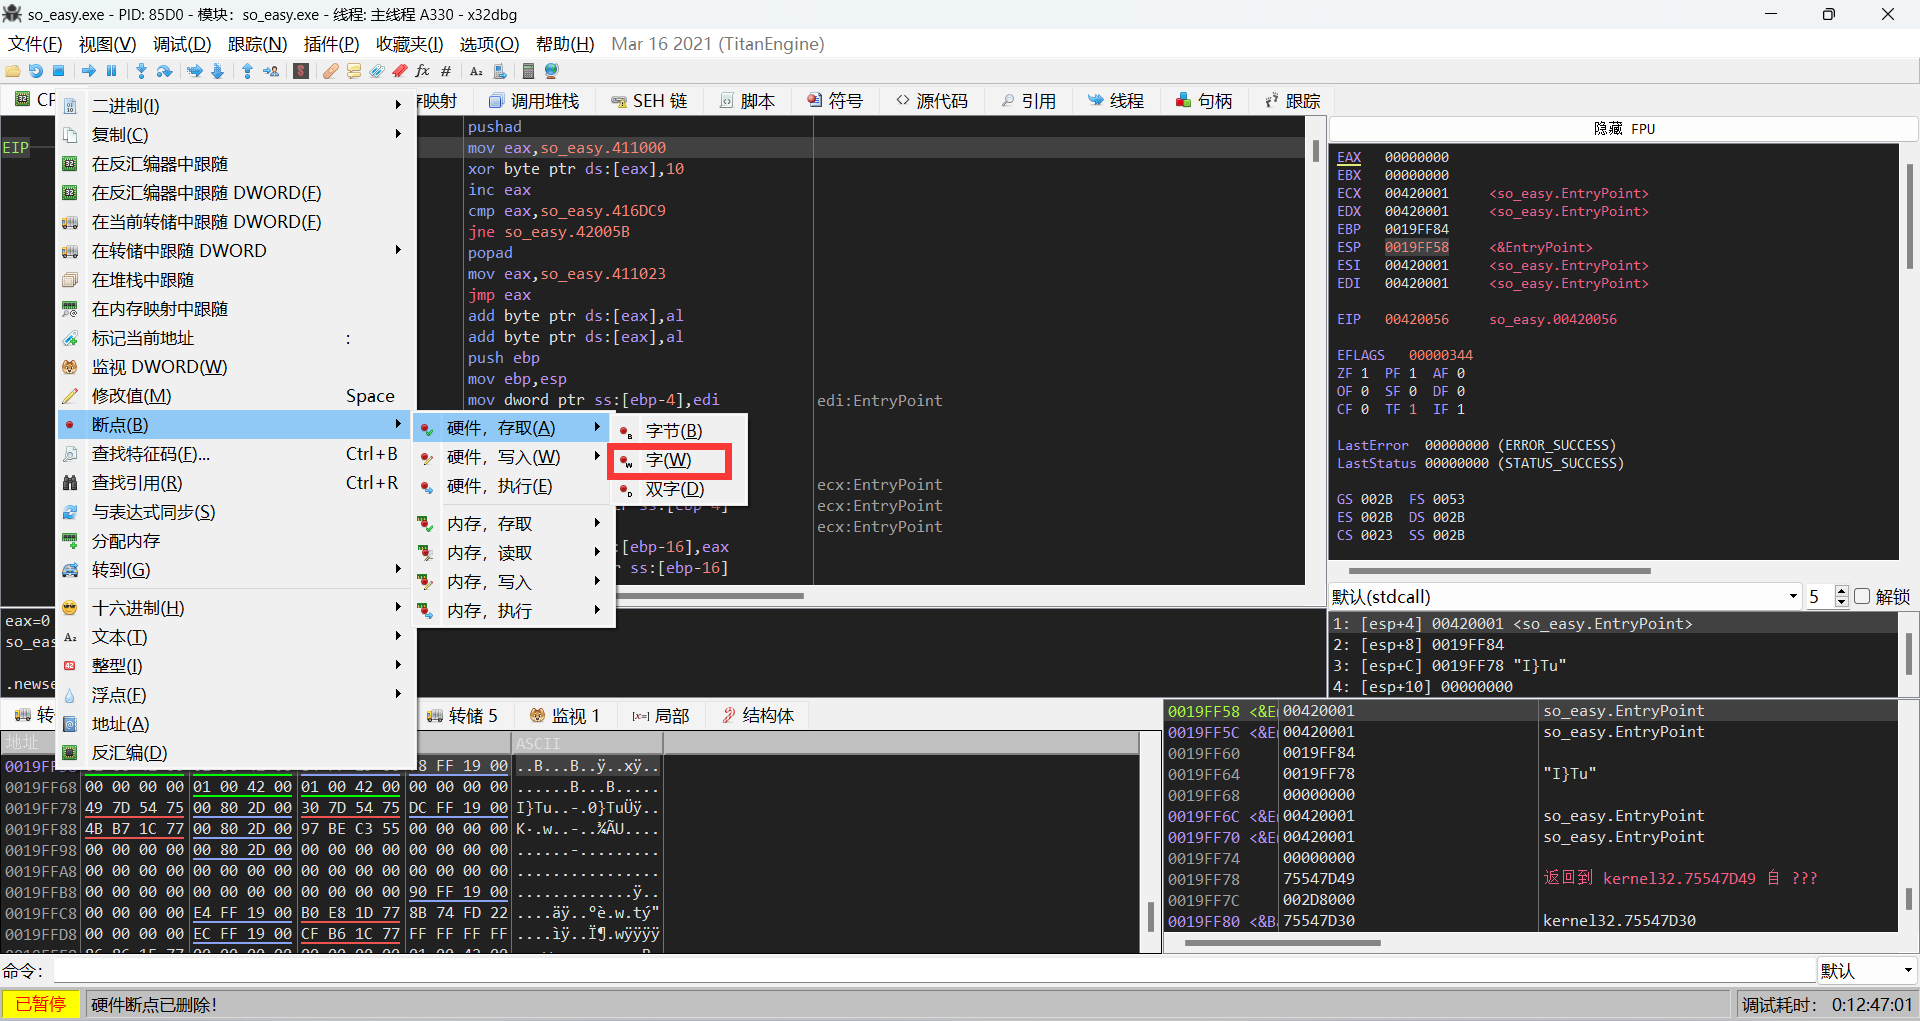 so_easy.exe - PID: 85D0 - 模块: so_easy.exe - 线程: 主线程 A330 - x32dbg
文件(F) 视图(V) 调试(D) 跟踪(N) 插件(P) 收藏夹(I) 选项(O) 帮助(H) Mar 16 2021 (TitanEngine)
CP 存映射 调用堆栈 SEH 链 脚本 符号 源代码 引用 线程 句柄 跟踪
EIP
二进制(I)
复制(C)
在反汇编器中跟随
在反汇编器中跟随 DWORD(F)
在当前转储中跟随 DWORD(F)
在转储中跟随 DWORD
在堆栈中跟随
在内存映射中跟随
标记当前地址 :
监视 DWORD(W)
修改值(M) Space
断点(B)
查找特征码(F)... Ctrl+B
查找引用(R) Ctrl+R
与表达式同步(S)
分配内存
转到(G)
十六进制(H)
文本(T)
整型(I)
浮点(F)
地址(A)
反汇编(D)
硬件，存取(A)
硬件，写入(W)
硬件，执行(E)
内存，存取
内存，读取
内存，写入
内存，执行
字节(B)
字(W)
双字(D)
pushad
mov eax,so_easy.411000
xor byte ptr ds:[eax],10
inc eax
cmp eax,so_easy.416DC9
jne so_easy.42005B
popad
mov eax,so_easy.411023
jmp eax
add byte ptr ds:[eax],al
add byte ptr ds:[eax],al
push ebp
mov ebp,esp
mov dword ptr ss:[ebp-4],edi edi:EntryPoint
ecx:EntryPoint
ss:[ebp-4] ecx:EntryPoint
ecx:EntryPoint
:[ebp-16],eax
r ss:[ebp-16]
隐藏 FPU
EAX 00000000
EBX 00000000
ECX 00420001 <so_easy.EntryPoint>
EDX 00420001 <so_easy.EntryPoint>
EBP 0019FF84
ESP 0019FF58 <&EntryPoint>
ESI 00420001 <so_easy.EntryPoint>
EDI 00420001 <so_easy.EntryPoint>
EIP 00420056 so_easy.00420056
EFLAGS 00000344
ZF 1 PF 1 AF 0
OF 0 SF 0 DF 0
CF 0 TF 1 IF 1
LastError 00000000 (ERROR_SUCCESS)
LastStatus 00000000 (STATUS_SUCCESS)
GS 002B FS 0053
ES 002B DS 002B
CS 0023 SS 002B
默认(stdcall) 5 解锁
1: [esp+4] 00420001 <so_easy.EntryPoint>
2: [esp+8] 0019FF84
3: [esp+C] 0019FF78 "I}Tu"
4: [esp+10] 00000000
eax=0
so_eas
.newse
转 转储 5 监视 1 局部 结构体
地址 ASCII
8 FF 19 00 ..B...B..ÿ..xÿ..
0019FF68 00 00 00 00 01 00 42 00 01 00 42 00 00 00 00 00 ......B...B.....
0019FF78 49 7D 54 75 00 80 2D 00 30 7D 54 75 DC FF 19 00 I}Tu..-.0}TuÜÿ..
0019FF88 4B B7 1C 77 00 80 2D 00 97 BE C3 55 00 00 00 00 K·.w..-..¾ÃU....
0019FF98 00 00 00 00 00 80 2D 00 00 00 00 00 00 00 00 00 ......-.........
0019FFA8 00 00 00 00 00 00 00 00 00 00 00 00 00 00 00 00 ................
0019FFB8 00 00 00 00 00 00 00 00 00 00 00 00 90 FF 19 00 .............ÿ..
0019FFC8 00 00 00 00 E4 FF 19 00 B0 E8 1D 77 8B 74 FD 22 ....äÿ..°è.w.tý"
0019FFD8 00 00 00 00 EC FF 19 00 CF B6 1C 77 FF FF FF FF ....ìÿ..Ï¶.wÿÿÿÿ
0019FF58 <&E 00420001 so_easy.EntryPoint
0019FF5C <&E 00420001 so_easy.EntryPoint
0019FF60 0019FF84
0019FF64 0019FF78 "I}Tu"
0019FF68 00000000
0019FF6C <&E 00420001 so_easy.EntryPoint
0019FF70 <&E 00420001 so_easy.EntryPoint
0019FF74 00000000
0019FF78 75547D49 返回到 kernel32.75547D49 自 ???
0019FF7C 002D8000
0019FF80 <&B 75547D30 kernel32.75547D30
命令: 默认
已暂停 硬件断点已删除! 调试耗时: 0:12:47:01